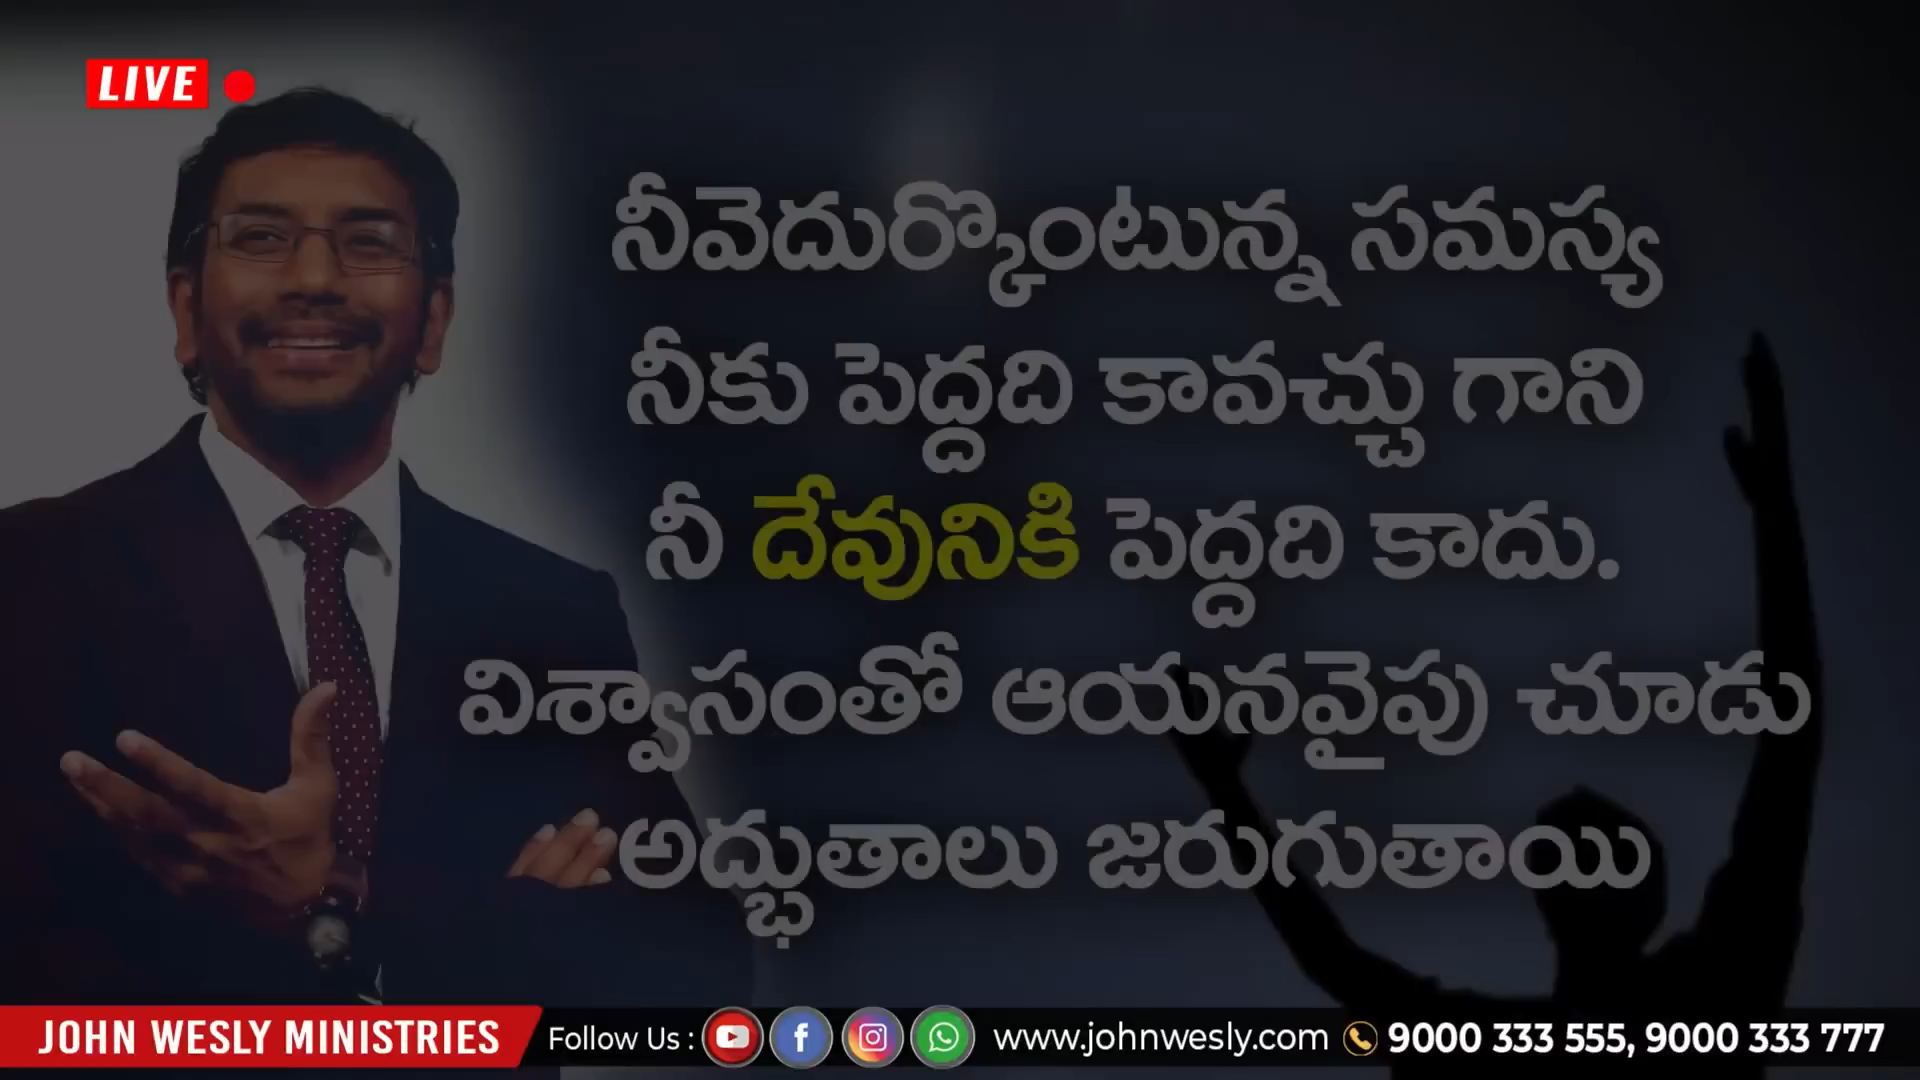 LIVE
నీవెదుర్కొంటున్న సమస్య
నీకు పెద్దది కావచ్చు గాని
నీ దేవునికి పెద్దది కాదు.
విశ్వాసంతో ఆయనవైపు చూడు
అద్భుతాలు జరుగుతాయి
JOHN WESLY MINISTRIES Follow Us : www.johnwesly.com 9000 333 555, 9000 333 777